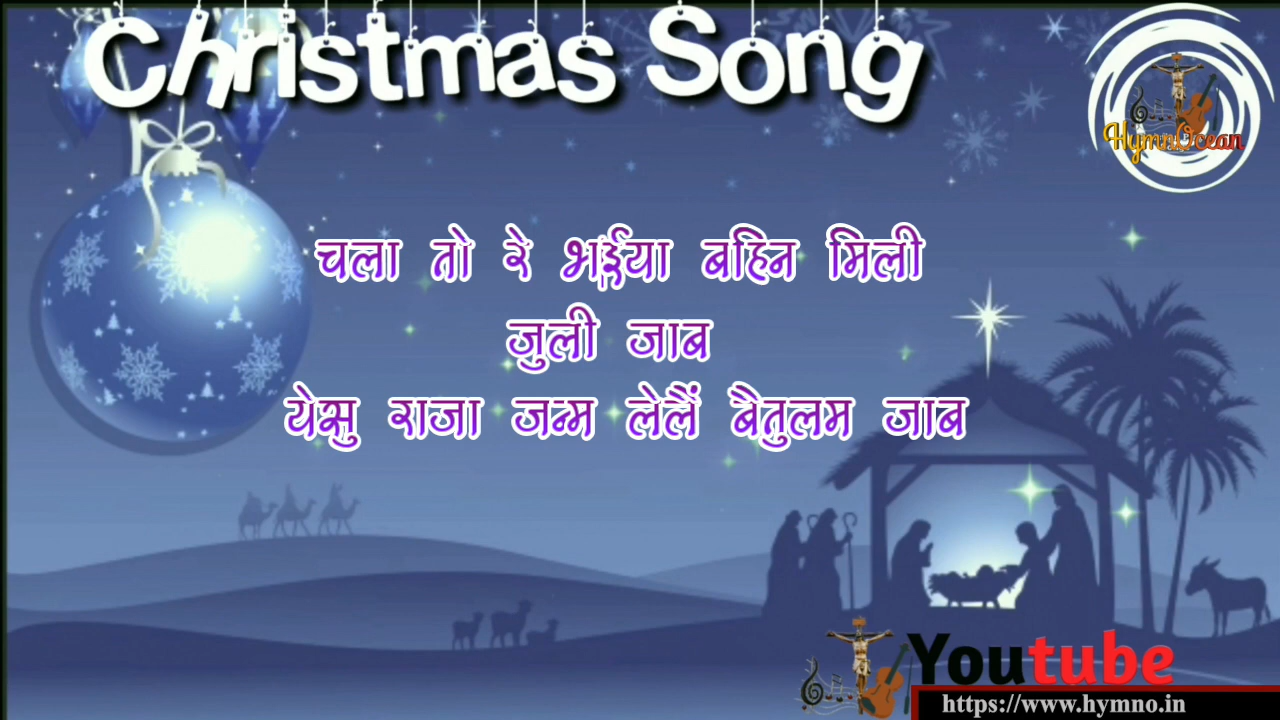 Christmas Song
HymnOcean
चला तो रे भईया बहिन मिली
जुली जाब
येसु राजा जन्म लेलैं बैतुलम जाब
Youtube
https://www.hymno.in